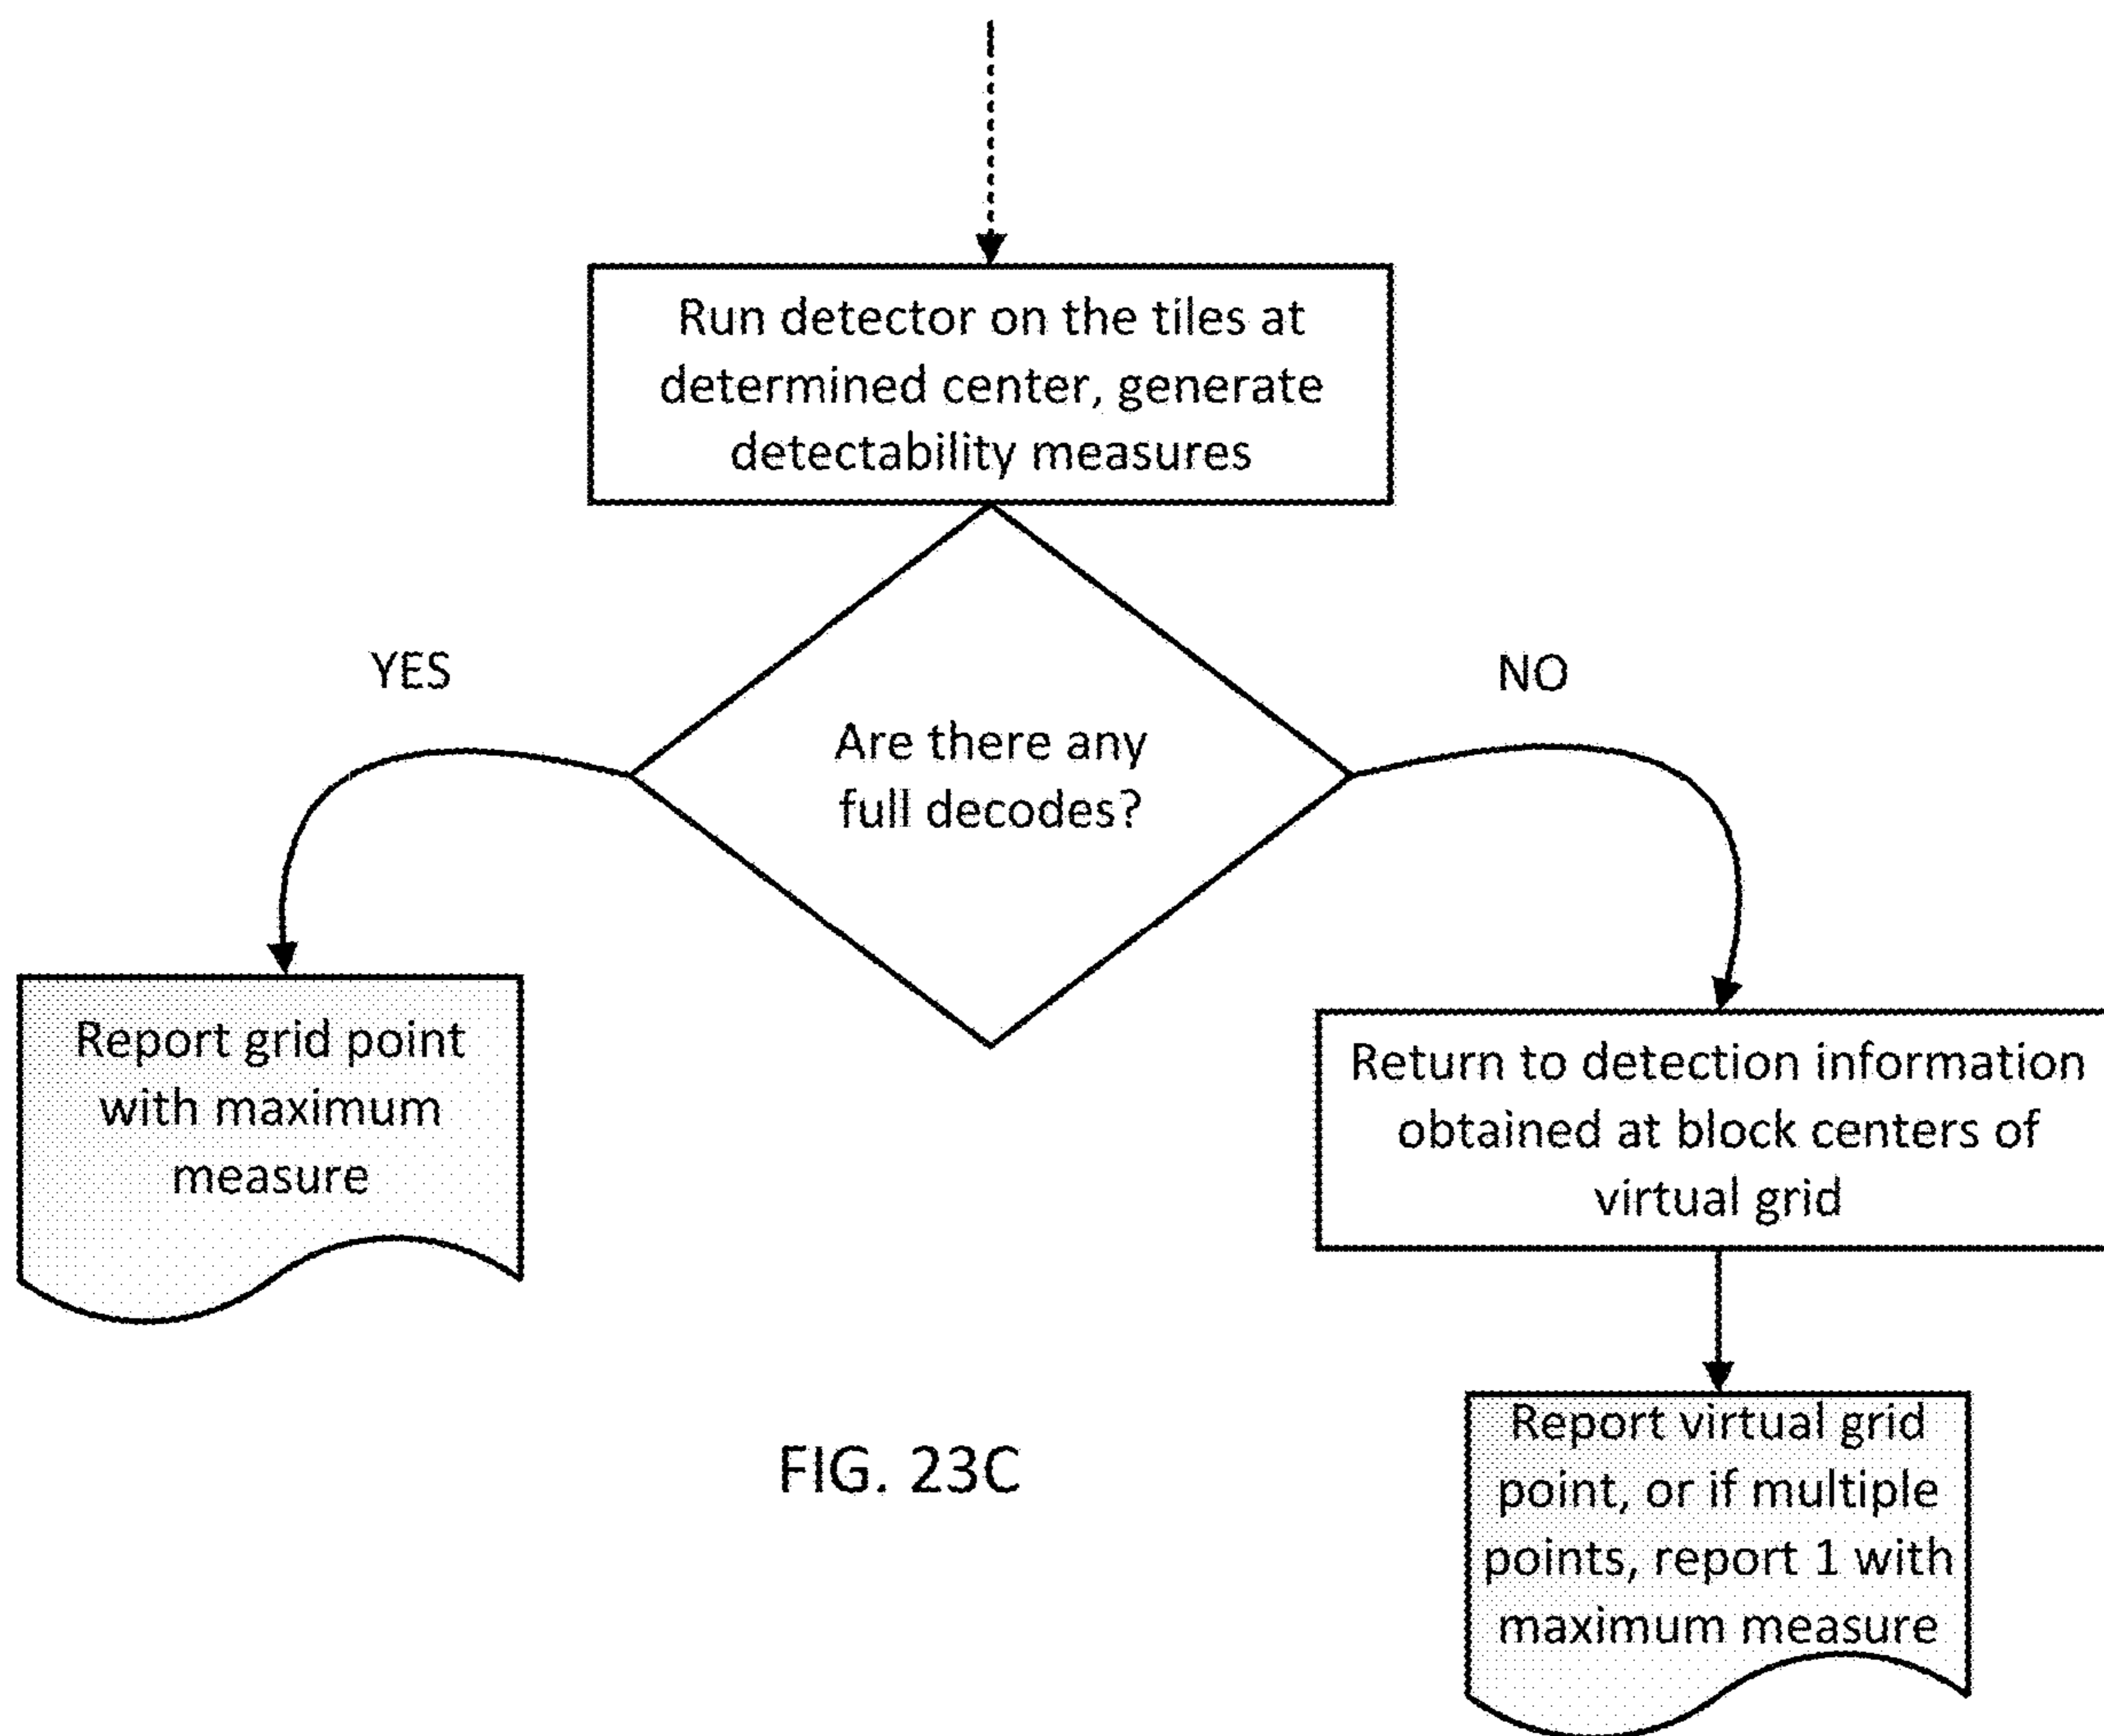 Run detector on the tiles at
determined center, generate
detectability measures
YES
NO
Are there any
full decodes?
Report grid point
with maximum
measure
Return to detection information
obtained at block centers of
virtual grid
Report virtual grid
point, or if multiple
points, report 1 with
maximum measure
FIG. 23C